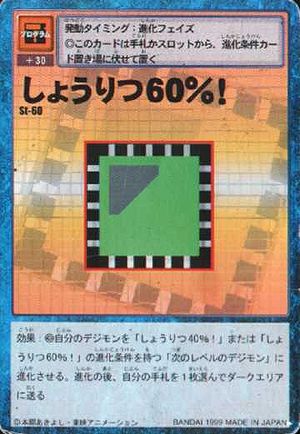 プログラム
+30
発動タイミング：進化フェイズ
◎このカードは手札かスロットから、進化条件カー
ド置き場に伏せて置く
しょうりつ60%!
St-60
効果：◎自分のデジモンを「しょうりつ40%!」または「しょ
うりつ60%!」の進化条件を持つ「次のレベルのデジモン」に
進化させる。進化の後、自分の手札を1枚選んでダークエリア
に送る
©本郷あきよし・東映アニメーション
BANDAI 1999 MADE IN JAPAN